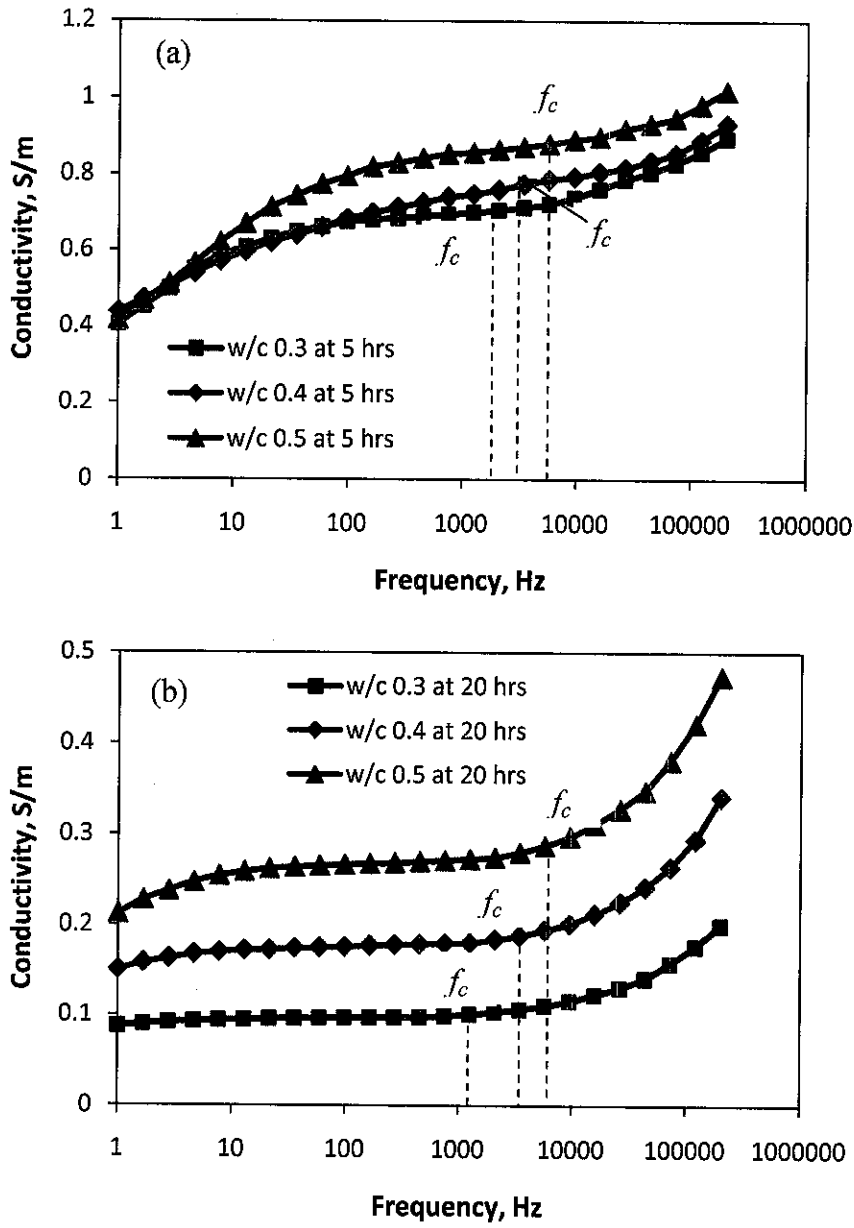 (a)
1.2
1
0.8
0.6
0.4
0.2
0
Conductivity, S/m
f_c
f_c
f_c
w/c 0.3 at 5 hrs
w/c 0.4 at 5 hrs
w/c 0.5 at 5 hrs
1 10 100 1000 10000 100000 1000000
Frequency, Hz
(b)
0.5
0.4
0.3
0.2
0.1
0
Conductivity, S/m
w/c 0.3 at 20 hrs
w/c 0.4 at 20 hrs
w/c 0.5 at 20 hrs
f_c
f_c
f_c
1 10 100 1000 10000 100000 1000000
Frequency, Hz